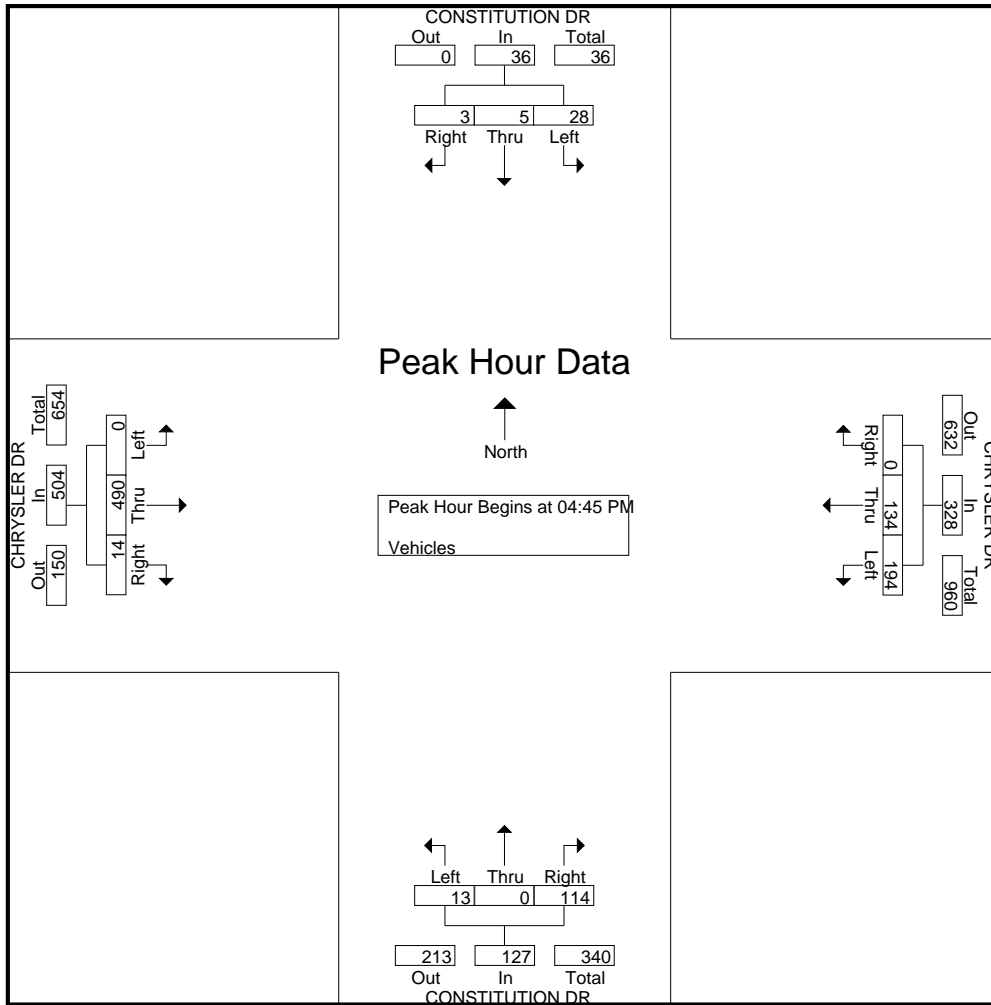 CONSTITUTION DR
Out In Total
0 36 36
3 5 28
Right Thru Left
Peak Hour Data
North
Peak Hour Begins at 04:45 PM
Vehicles
CHRYSLER DR
Out In Total
150 504 654
14 490 0
Right Thru Left
CHRYSLER DR
Out In Total
632 328 960
0 134 194
Right Thru Left
Left Thru Right
13 0 114
213 127 340
Out In Total
CONSTITUTION DR